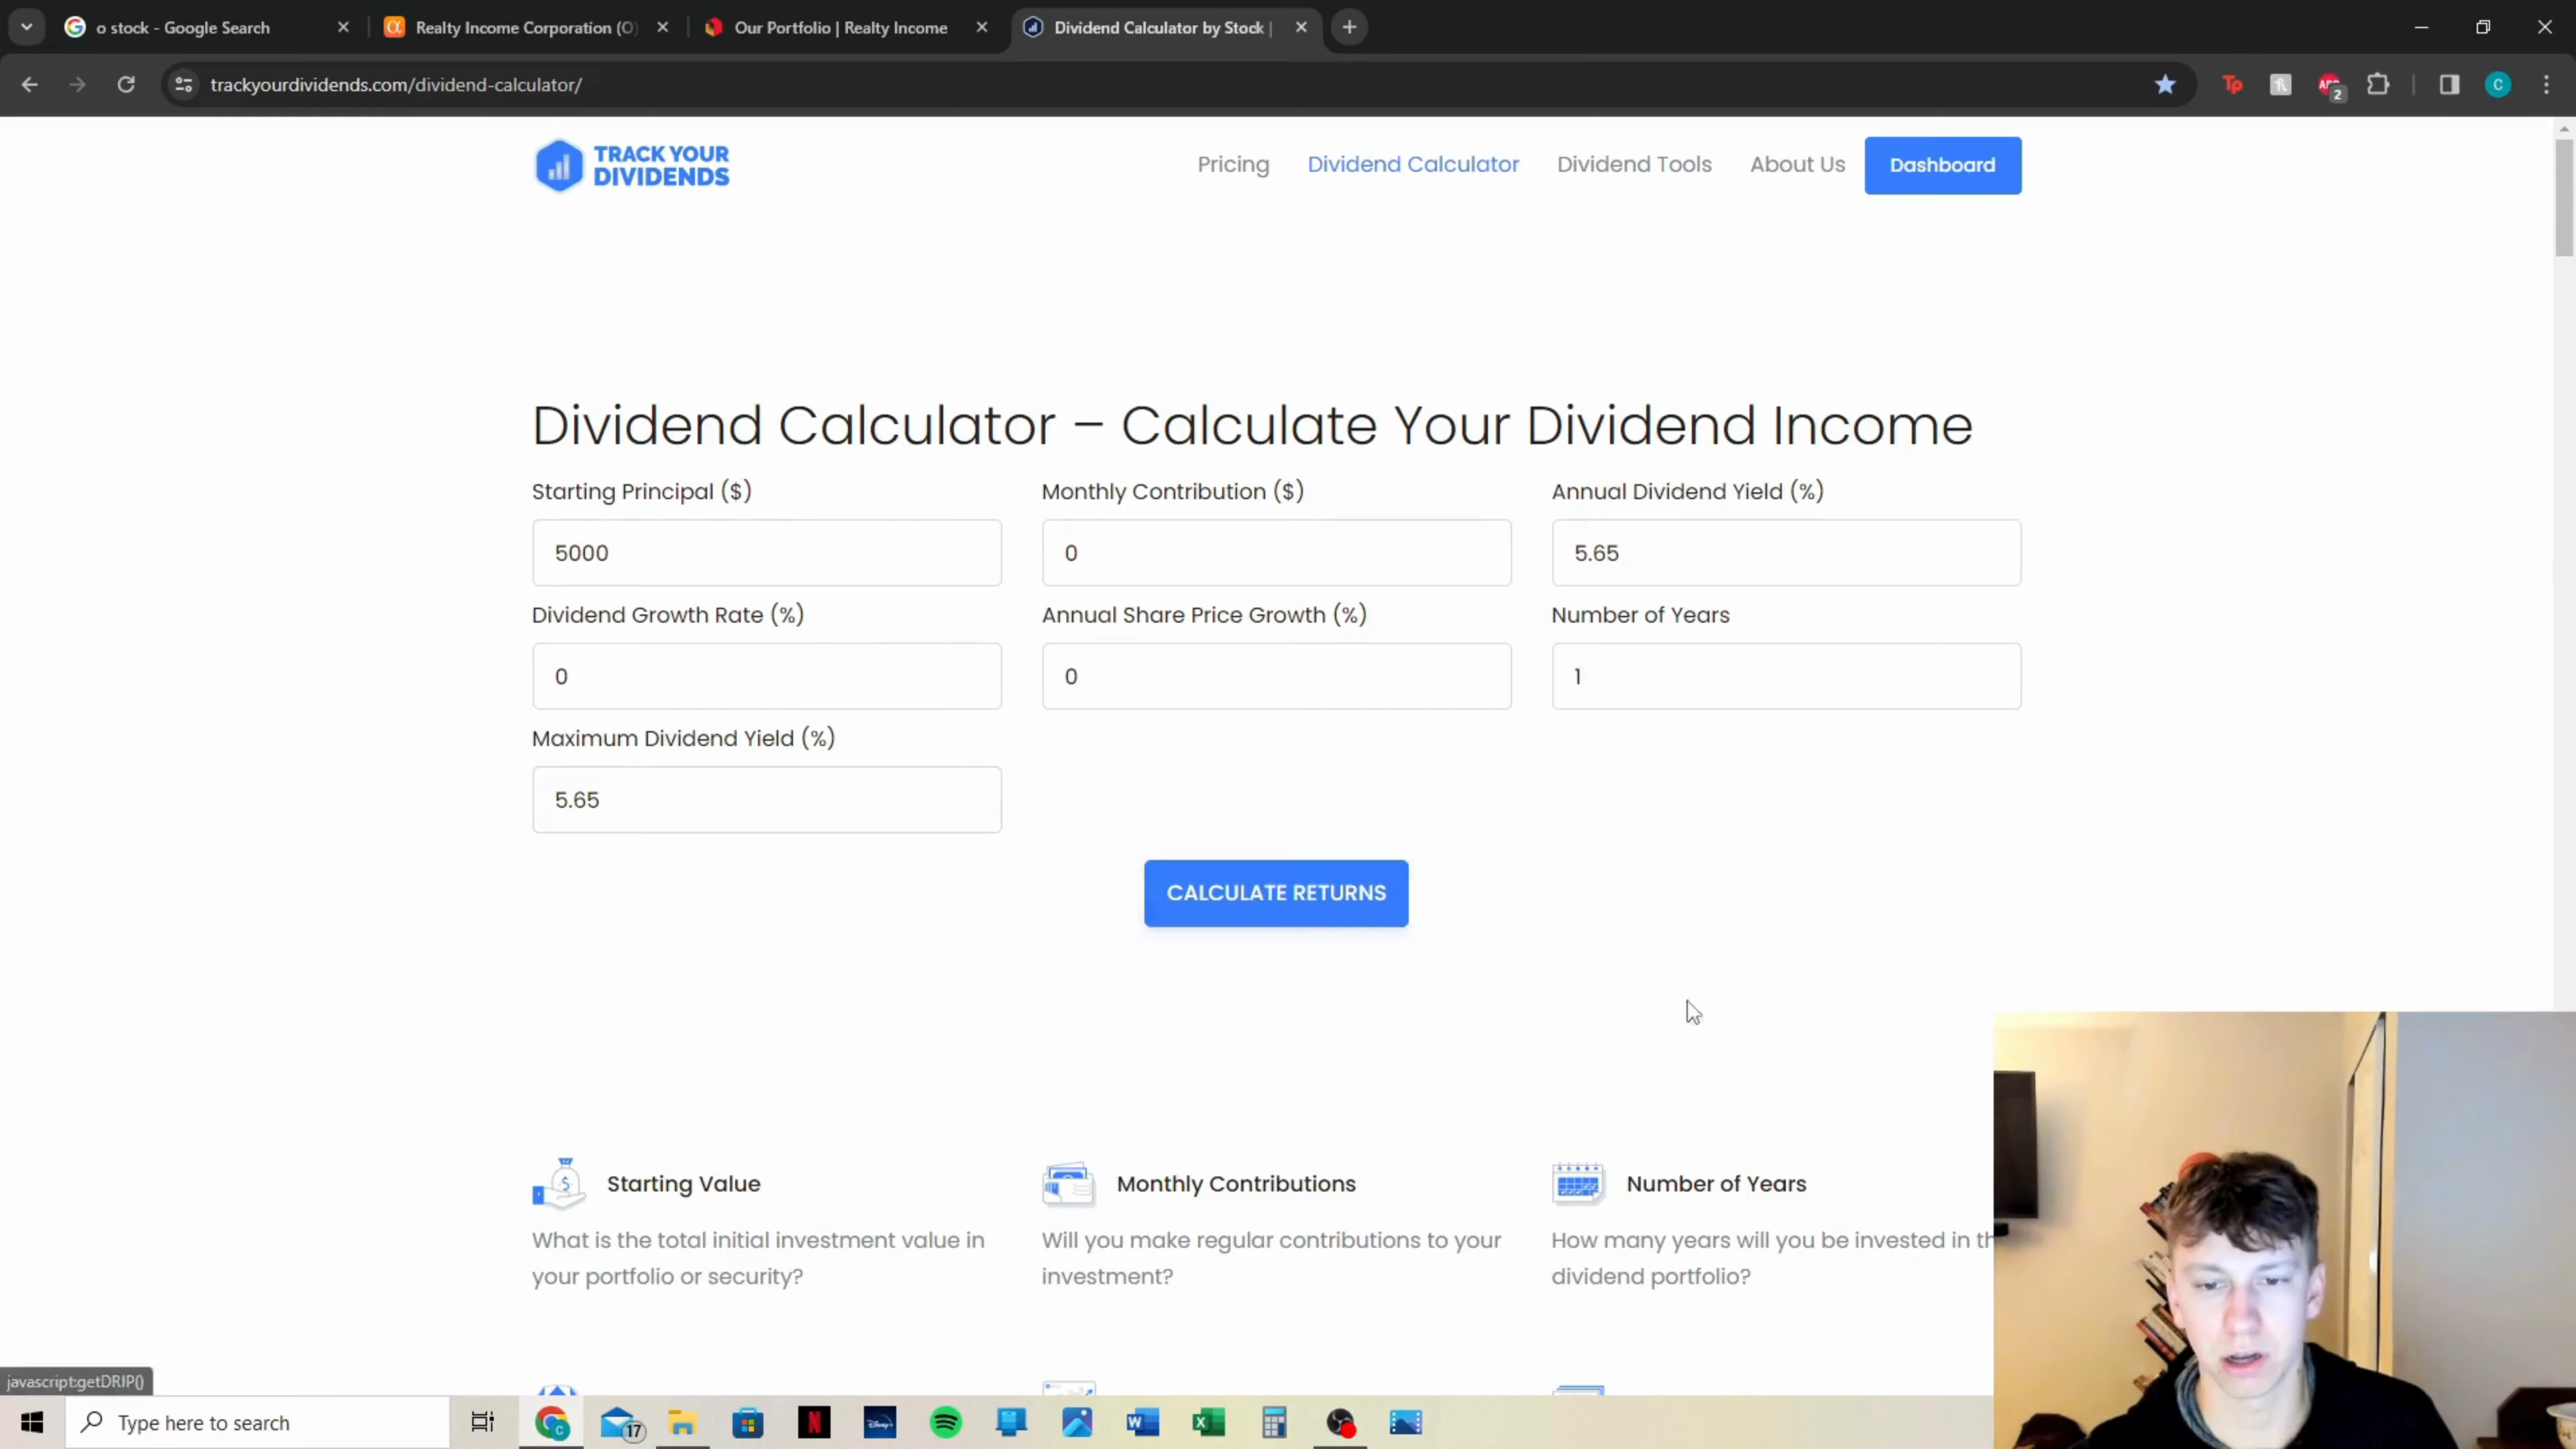 o stock - Google Search
Realty Income Corporation (O)
Our Portfolio | Realty Income
Dividend Calculator by Stock |
trackyourdividends.com/dividend-calculator/
Tp
2
C
TRACK YOUR
DIVIDENDS
Pricing
Dividend Calculator
Dividend Tools
About Us
Dashboard
Dividend Calculator – Calculate Your Dividend Income
Starting Principal ($)
Monthly Contribution ($)
Annual Dividend Yield (%)
5000
0
5.65
Dividend Growth Rate (%)
Annual Share Price Growth (%)
Number of Years
0
0
1
Maximum Dividend Yield (%)
5.65
CALCULATE RETURNS
Starting Value
Monthly Contributions
Number of Years
What is the total initial investment value in
your portfolio or security?
Will you make regular contributions to your
investment?
How many years will you be invested in th
dividend portfolio?
javascript:getDRIP()
Type here to search
17